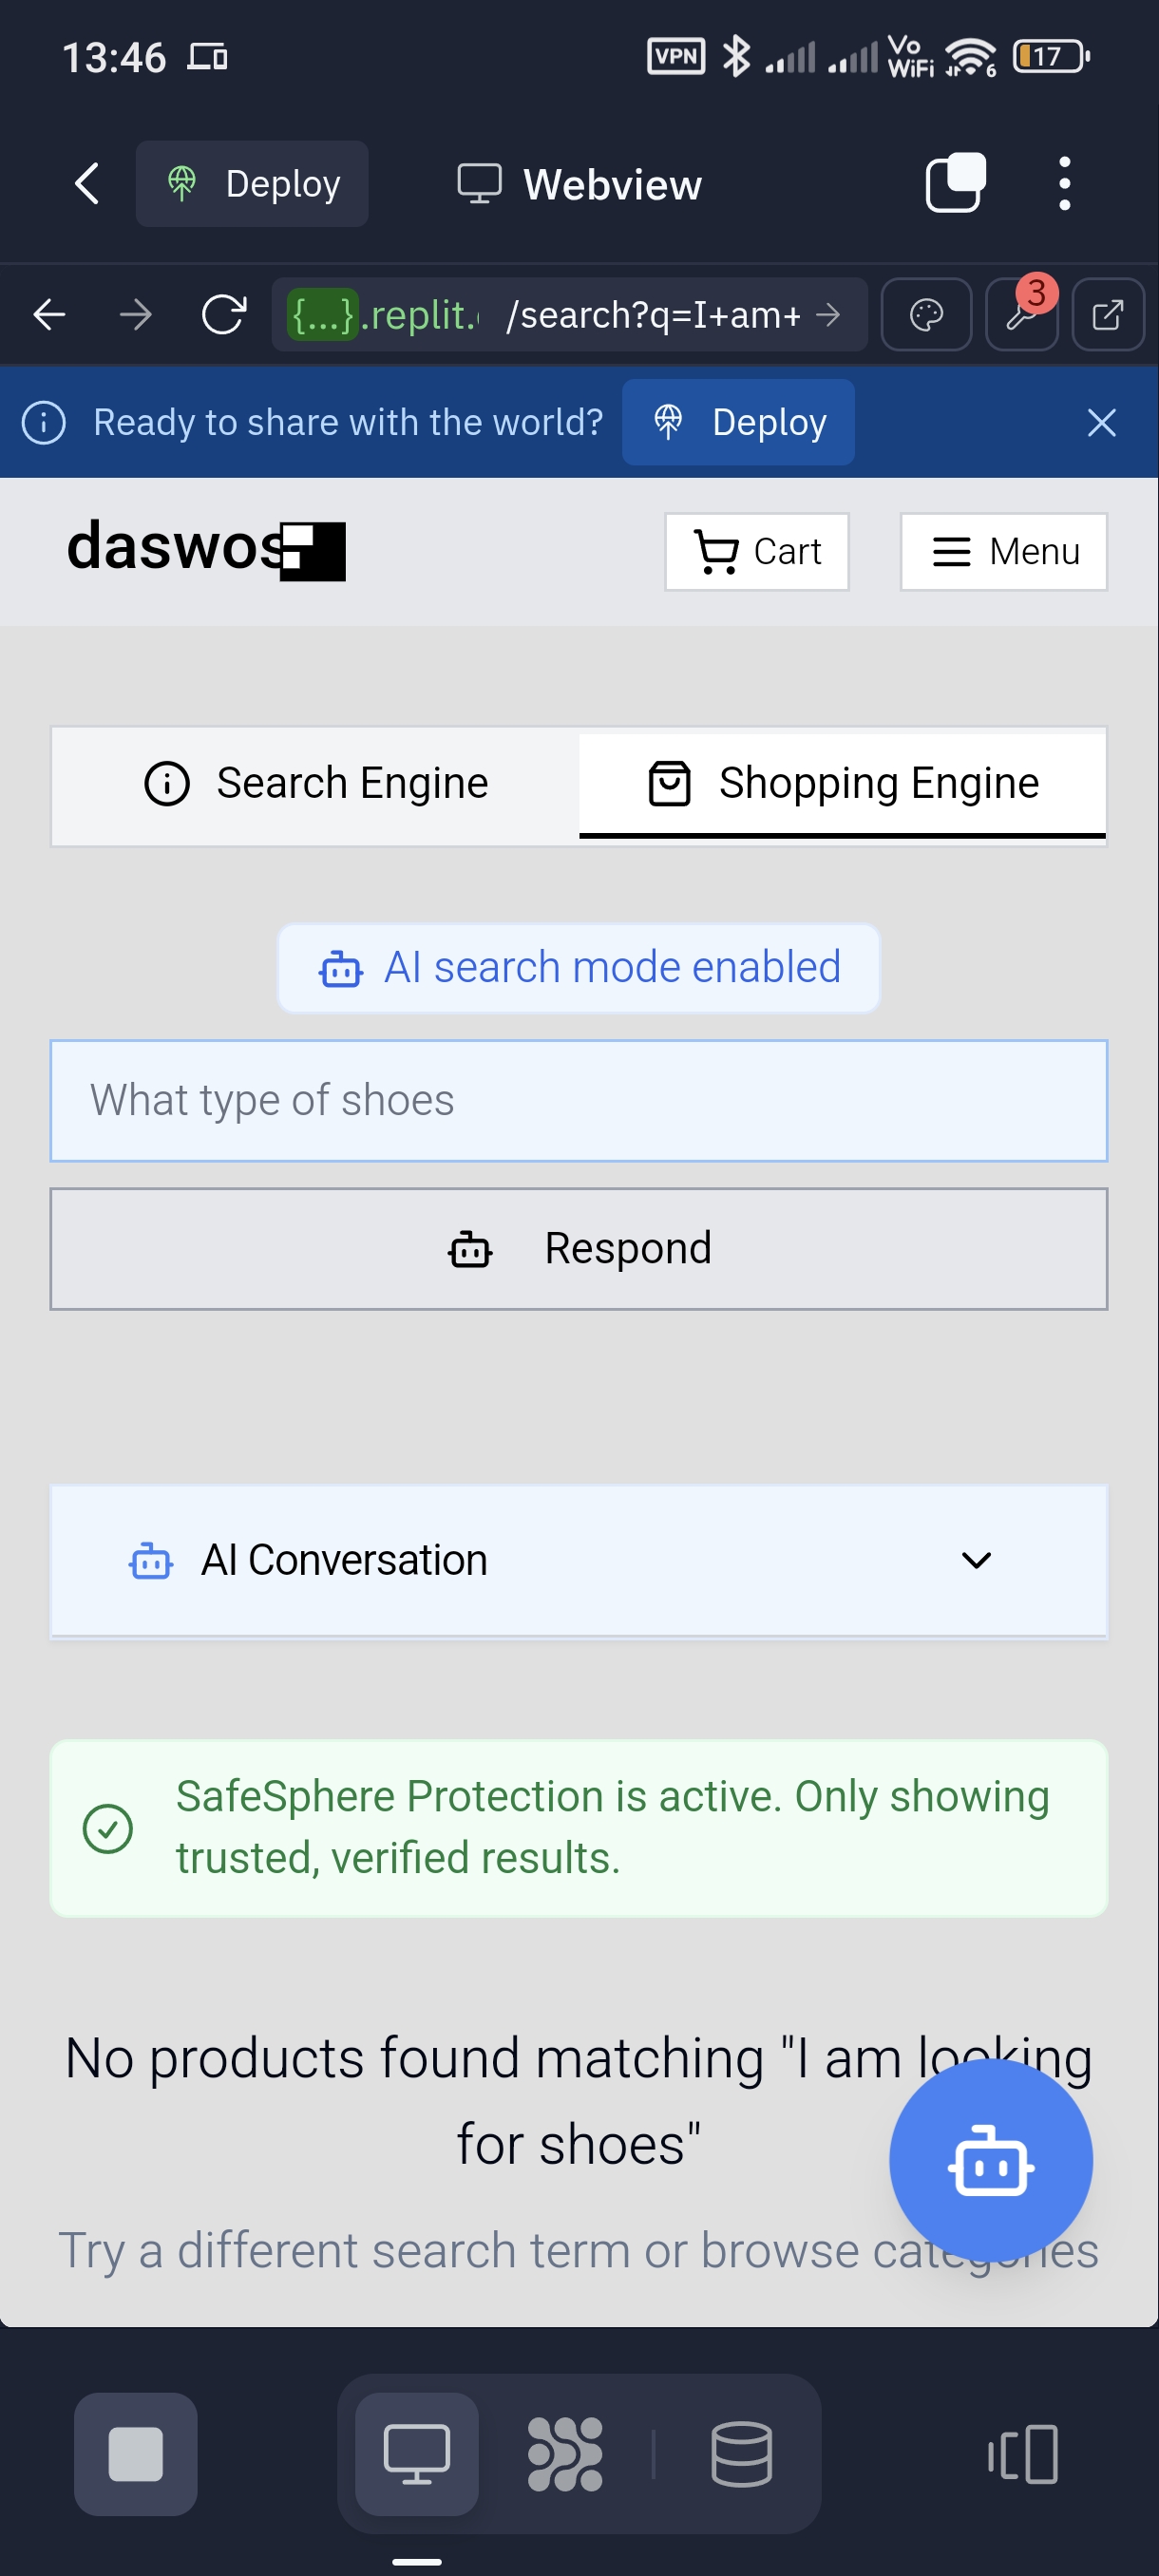 13:46
VPN
Vo
WiFi
6
17
Deploy
Webview
{...}.replit.
/search?q=I+am+
3
Ready to share with the world?
Deploy
daswos
Cart
Menu
Search Engine
Shopping Engine
AI search mode enabled
What type of shoes
Respond
AI Conversation
SafeSphere Protection is active. Only showing
trusted, verified results.
No products found matching "I am looking
for shoes"
Try a different search term or browse categories